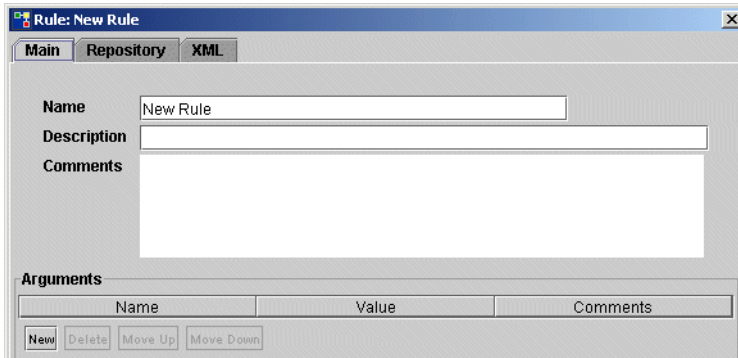 Rule: New Rule
Main Repository XML
Name New Rule
Description
Comments
Arguments
Name Value Comments
New Delete Move Up Move Down